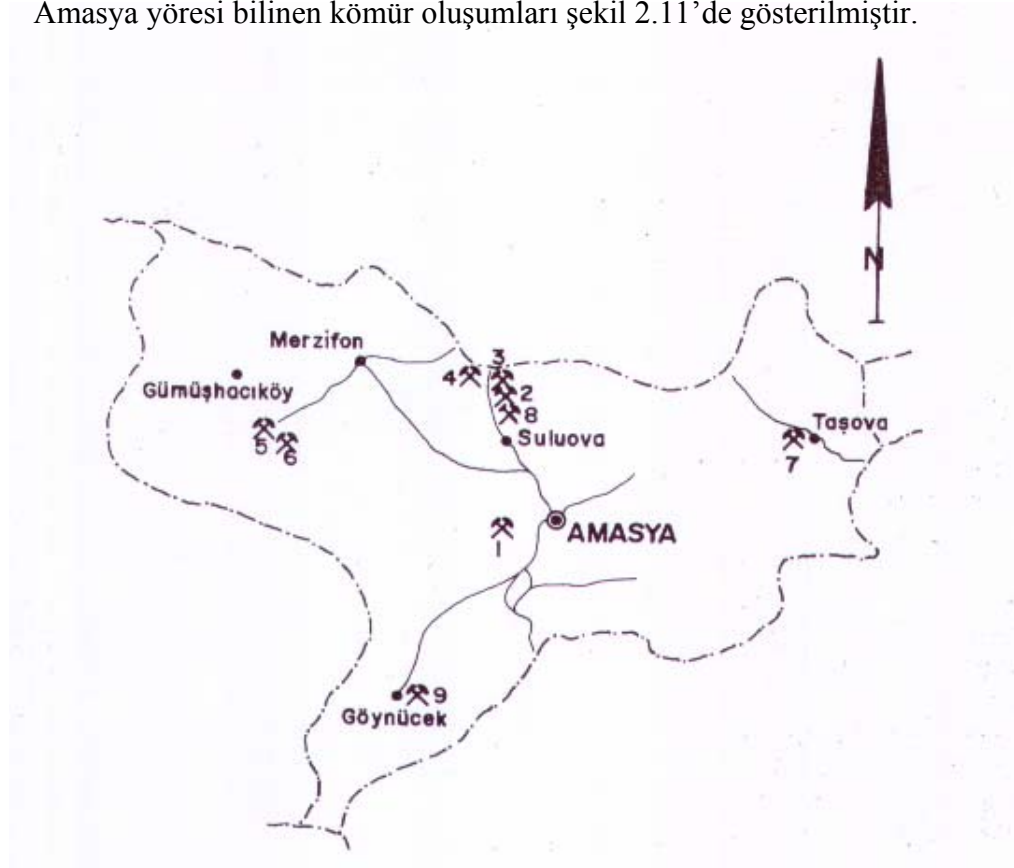 Amasya yöresi bilinen kömür oluşumları şekil 2.11’de gösterilmiştir.
N
Merzifon
Gümüşhacıköy
3
4
2
8
5
6
Suluova
Taşova
7
1
AMASYA
9
Göynücek